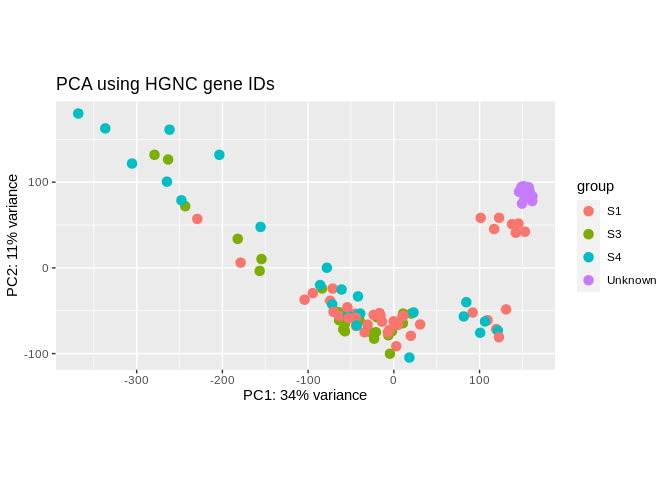 PCA using HGNC gene IDs
PC2: 11% variance
100
0
-100
-300
-200
-100
0
100
PC1: 34% variance
group
S1
S3
S4
Unknown